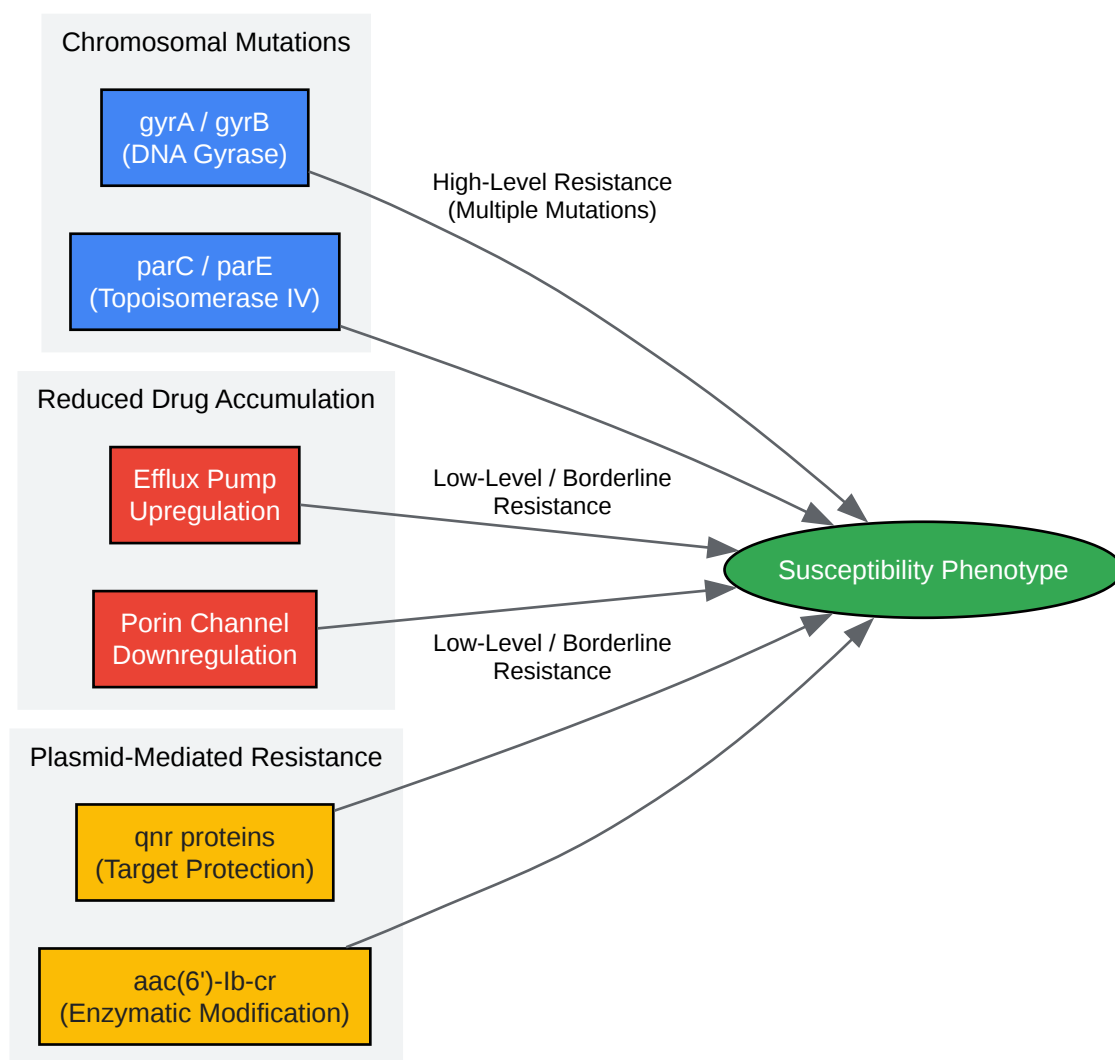 Chromosomal Mutations
gyrA / gyrB
(DNA Gyrase)
parC / parE
(Topoisomerase IV)
High-Level Resistance
(Multiple Mutations)
Reduced Drug Accumulation
Efflux Pump
Upregulation
Porin Channel
Downregulation
Low-Level / Borderline
Resistance
Low-Level / Borderline
Resistance
Susceptibility Phenotype
Plasmid-Mediated Resistance
qnr proteins
(Target Protection)
aac(6')-Ib-cr
(Enzymatic Modification)